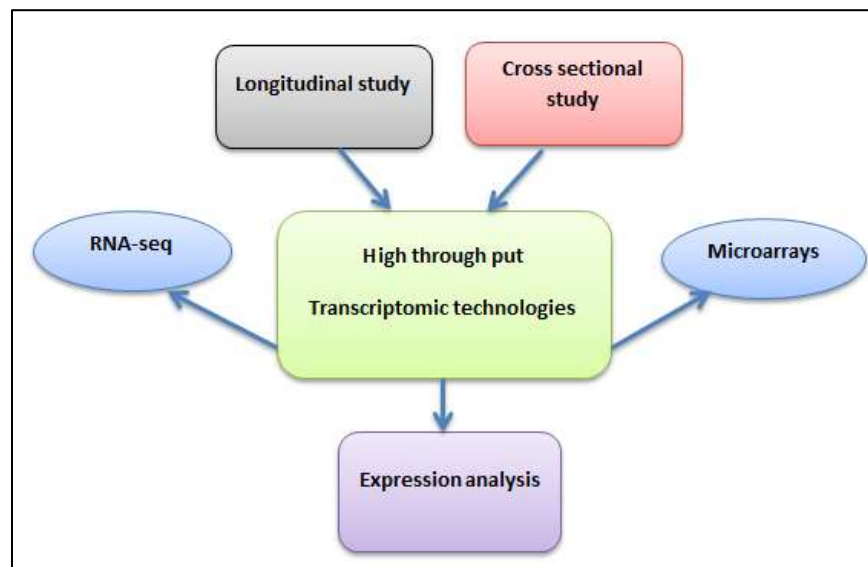 Longitudinal study
Cross sectional
study
RNA-seq
High through put
Transcriptomic technologies
Microarrays
Expression analysis